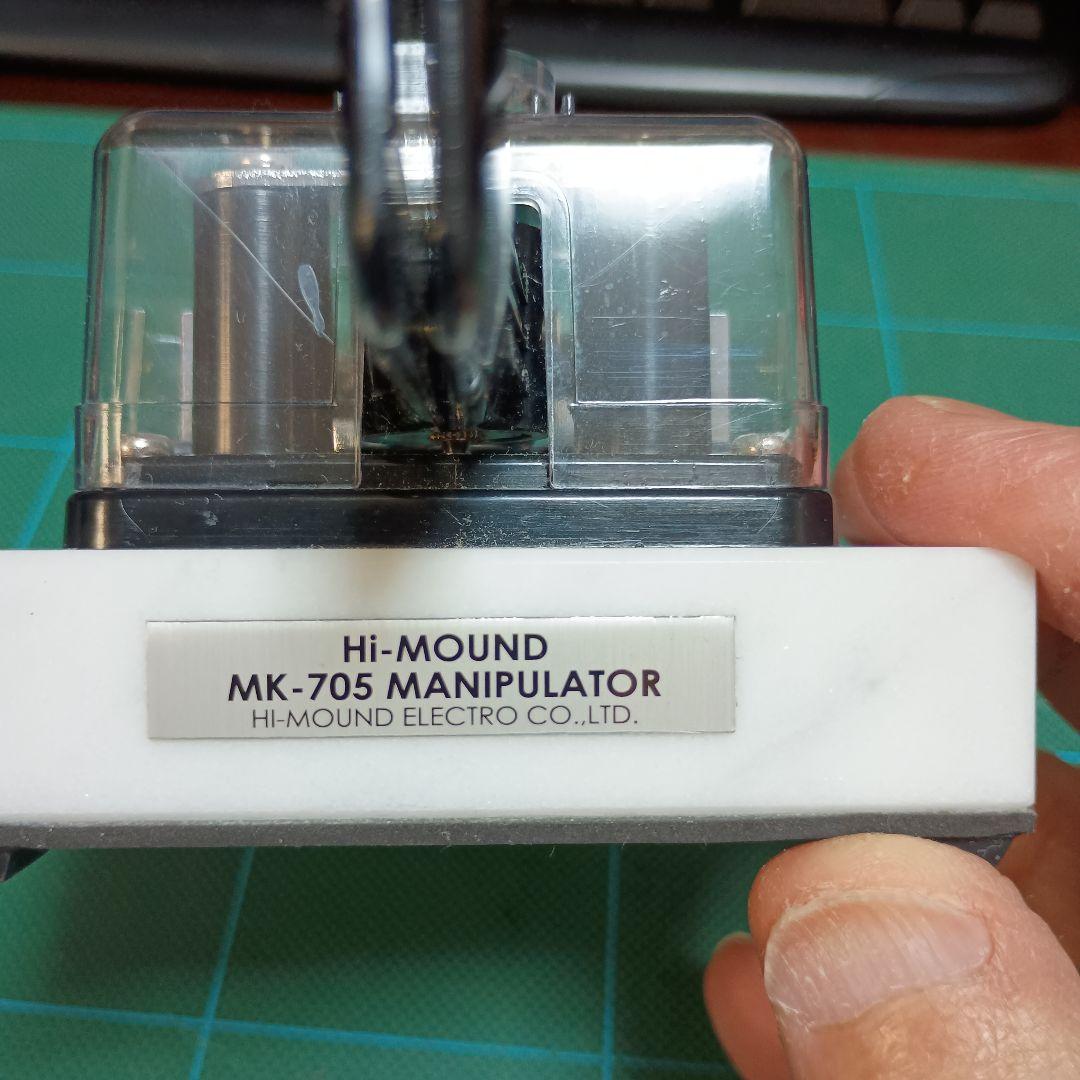 Hi-MOUND
MK-705 MANIPULATOR
HI-MOUND ELECTRO CO.,LTD.